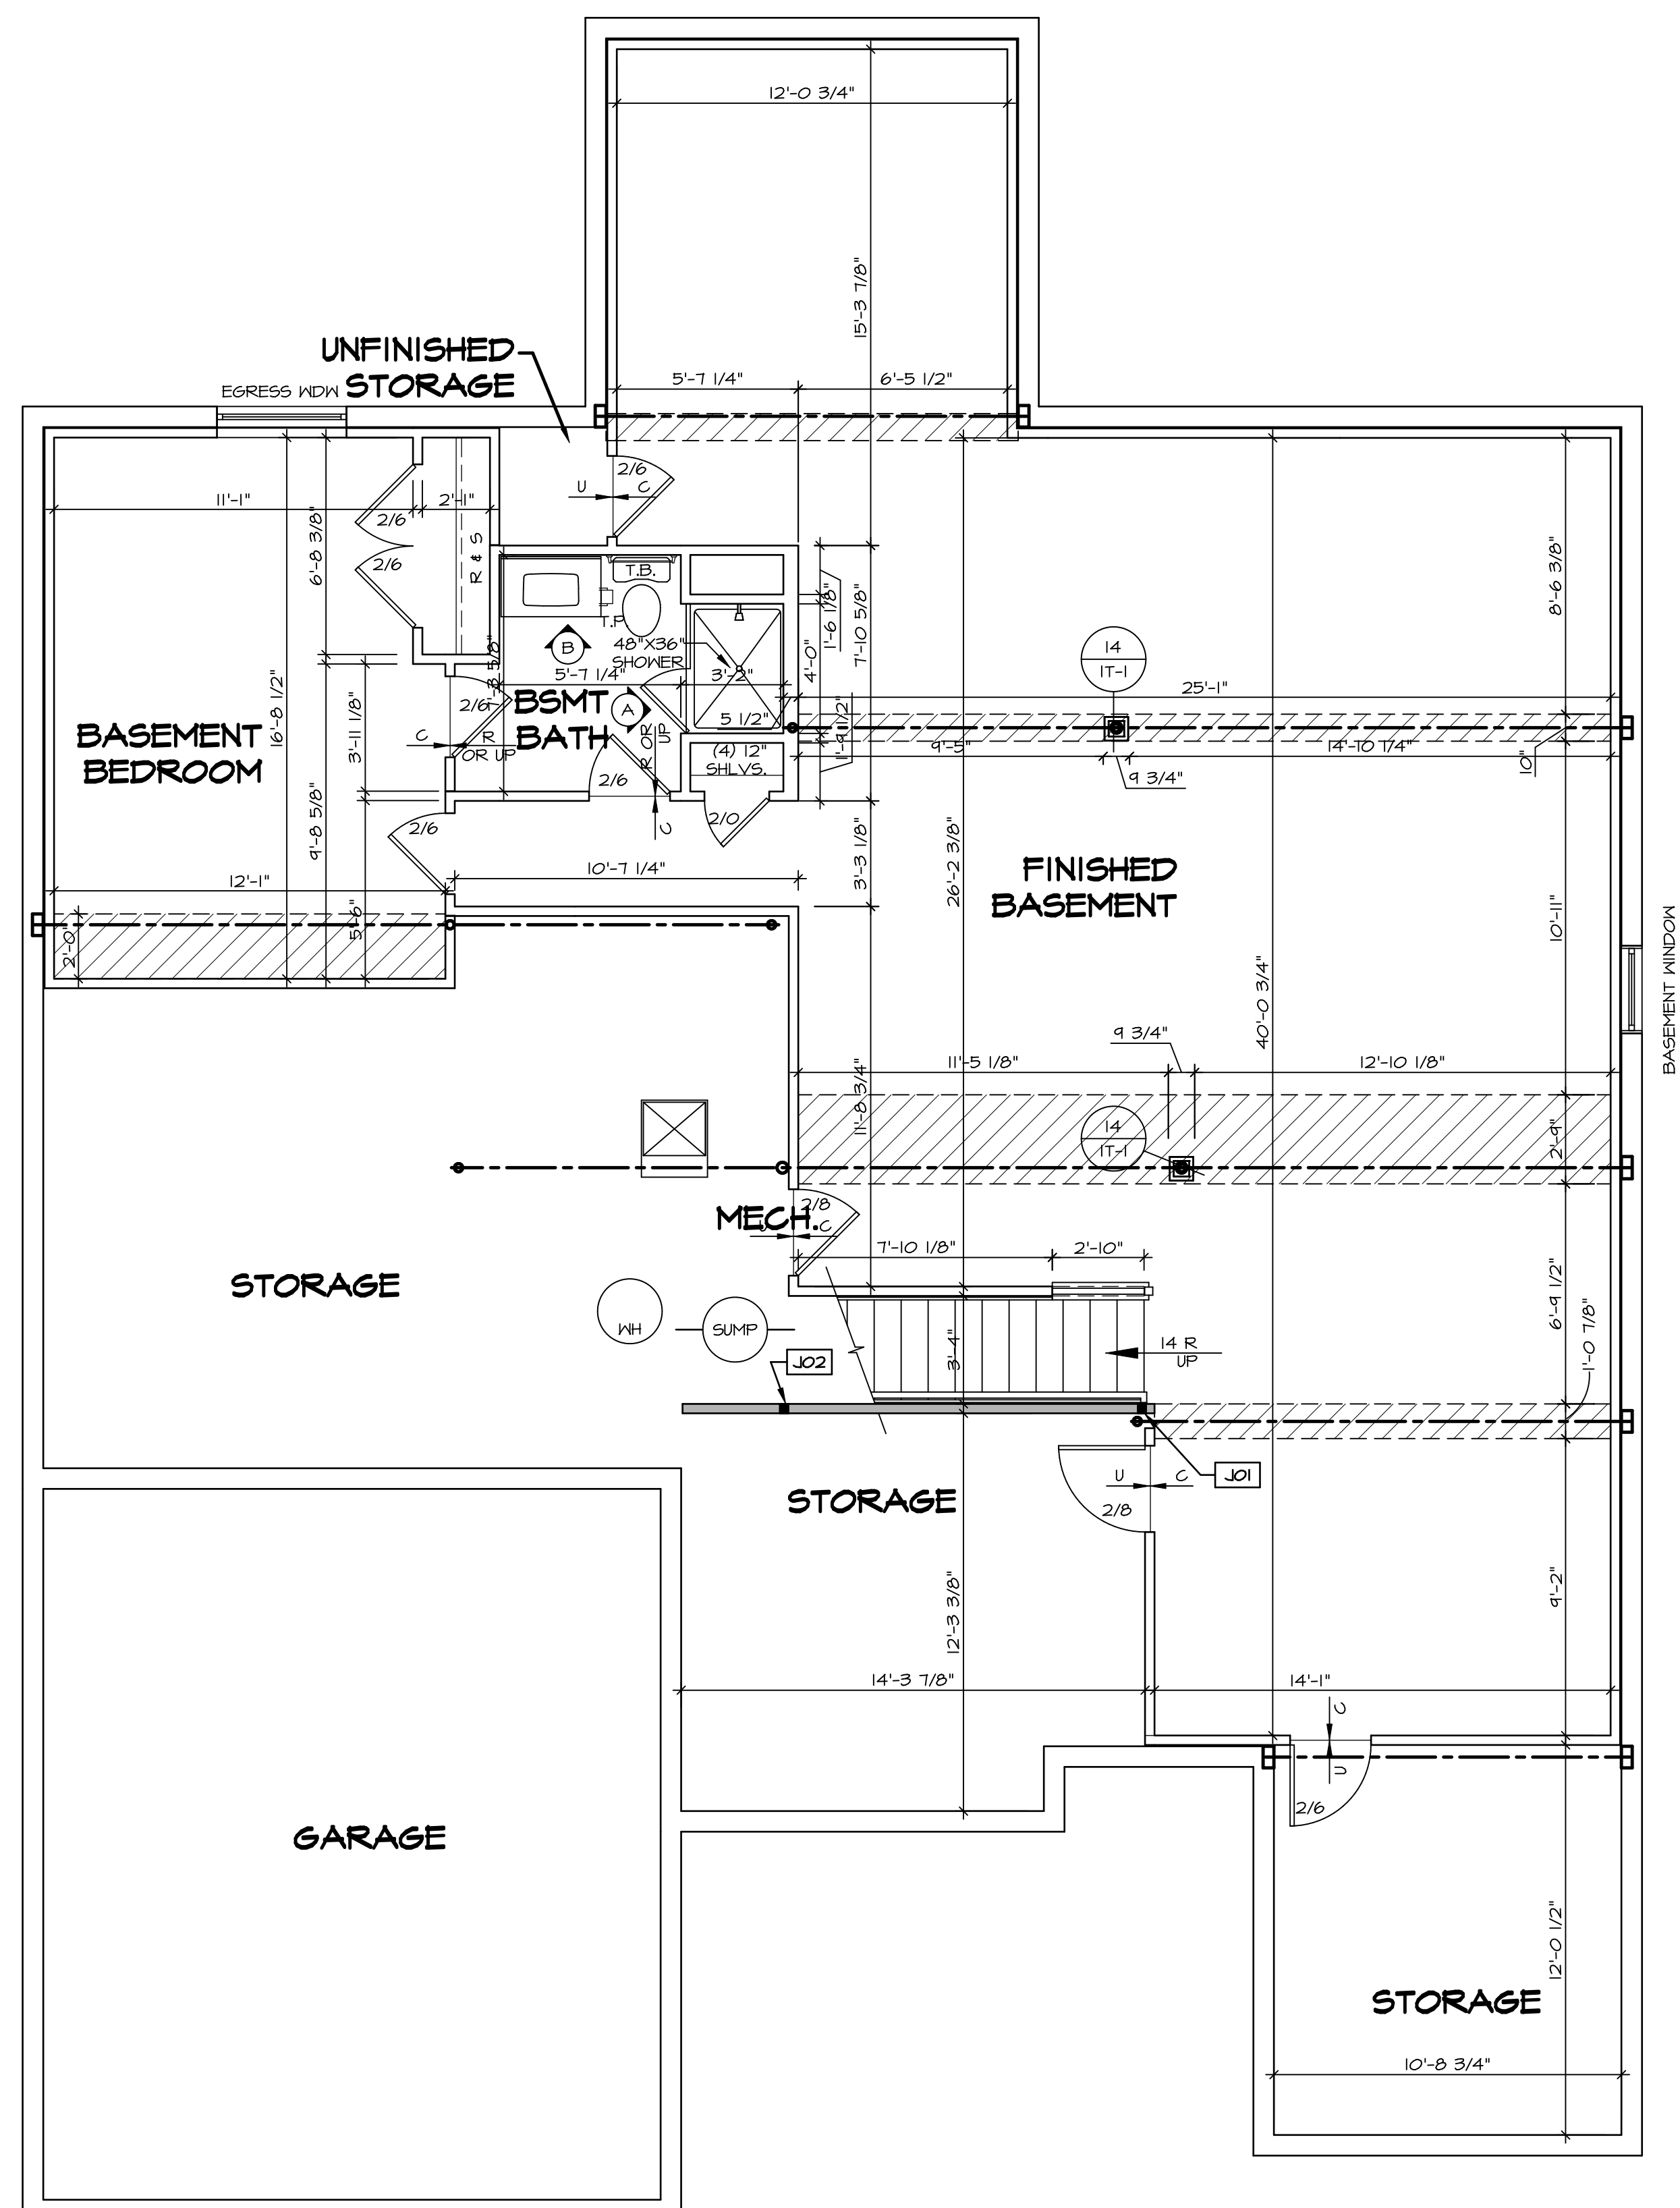 12'-0 3/4"
15'-3 7/8"
UNFINISHED
STORAGE
EGRESS WDW
5'-7 1/4"
6'-5 1/2"
2/6
U
C
11'-1"
2'-1"
2/6
2/6
6'-8 3/8"
R & S
T.B.
T.P.
B
48"X36"
SHOWER
5'-7 1/4"
3'-2"
1'-6 1/8"
7'-10 5/8"
4'-0"
8'-6 3/8"
14
1T-1
25'-1"
16'-8 1/2"
3'-11 1/8"
2/6
BSMT
BATH
A
5 1/2"
R OR
UP
BASEMENT
BEDROOM
C
R
OR UP
(4) 12"
SHLVS.
9'-5"
14'-10 1/4"
9 3/4"
10"
2/6
C
2/0
2/6
9'-8 5/8"
3'-3 1/8"
26'-2 3/8"
FINISHED
BASEMENT
10'-7 1/4"
12'-1"
5'-6"
2'-0"
10'-11"
BASEMENT WINDOW
40'-0 3/4"
9 3/4"
11'-5 1/8"
12'-10 1/8"
11'-8 3/4"
14
1T-1
2'-9"
2/8
MECH.
C
7'-10 1/8"
2'-10"
STORAGE
WH
SUMP
3'-4"
14 R
UP
6'-9 1/2"
1'-0 7/8"
J02
J01
STORAGE
U
C
2/8
12'-3 3/8"
9'-2"
14'-3 7/8"
14'-1"
C
U
2/6
GARAGE
12'-0 1/2"
STORAGE
10'-8 3/4"